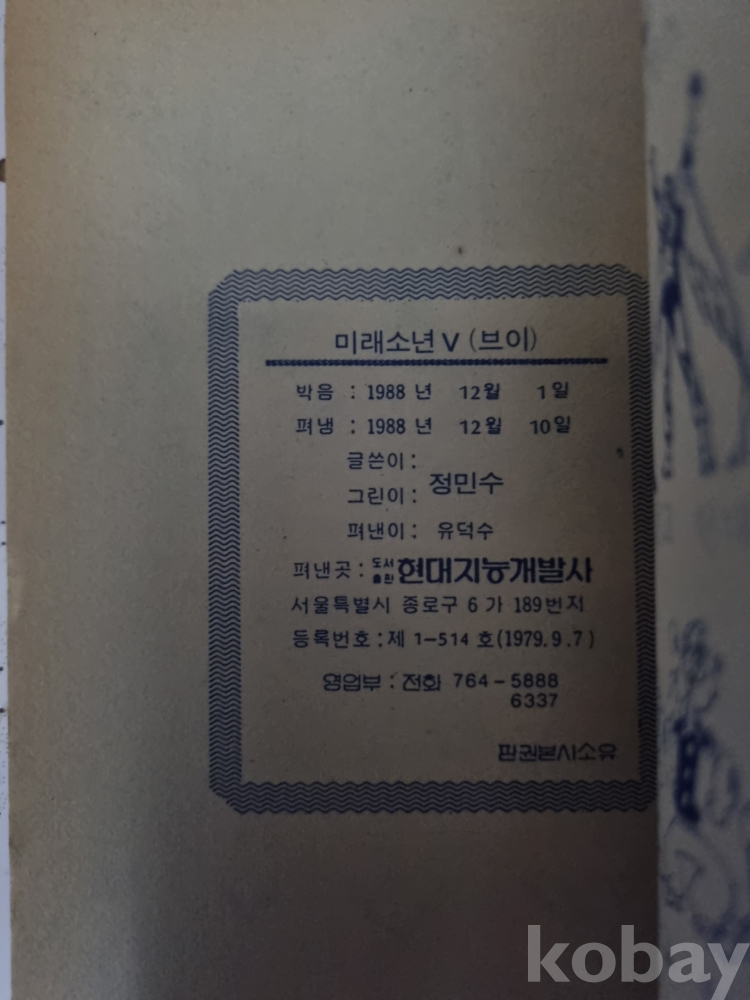 미래소년 V (브이)
박음 : 1988 년 12월 1일
펴냄 : 1988 년 12월 10일
글쓴이 :
그린이 : 정민수
펴낸이 : 유덕수
펴낸곳 : 도서출판 현대지능개발사
서울특별시 종로구 6 가 189번지
등록번호 : 제 1-514 호 (1979. 9. 7)
영업부 : 전화 764-5888
6337
판권본사소유
kobay